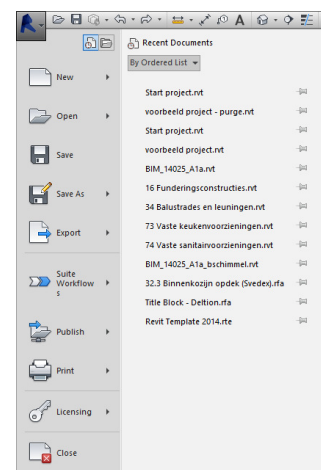 Recent Documents
By Ordered List
New
Open
Save
Save As
Export
Suite
Workflow
s
Publish
Print
Licensing
Close
Start project.rvt
voorbeeld project - purge.rvt
Start project.rvt
voorbeeld project.rvt
BIM_14025_A1a.rvt
16 Funderingsconstructies.rvt
34 Balustrades en leuningen.rvt
73 Vaste keukenvoorzieningen.rvt
74 Vaste sanitairvoorzieningen.rvt
BIM_14025_A1a_bschimmel.rvt
32.3 Binnenkozijn opdek (Svedex).rfa
Title Block - Deltion.rfa
Revit Template 2014.rte